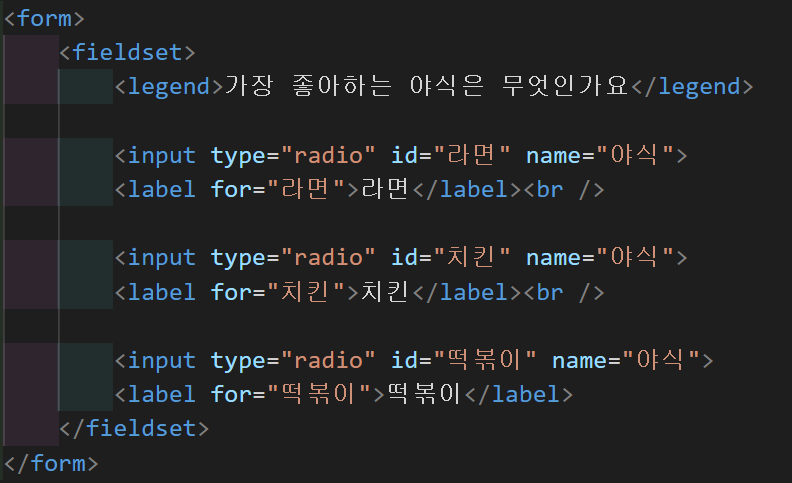 <form>
<fieldset>
<legend>가장 좋아하는 야식은 무엇인가요</legend>
<input type="radio" id="라면" name="야식">
<label for="라면">라면</label><br />
<input type="radio" id="치킨" name="야식">
<label for="치킨">치킨</label><br />
<input type="radio" id="떡볶이" name="야식">
<label for="떡볶이">떡볶이</label>
</fieldset>
</form>